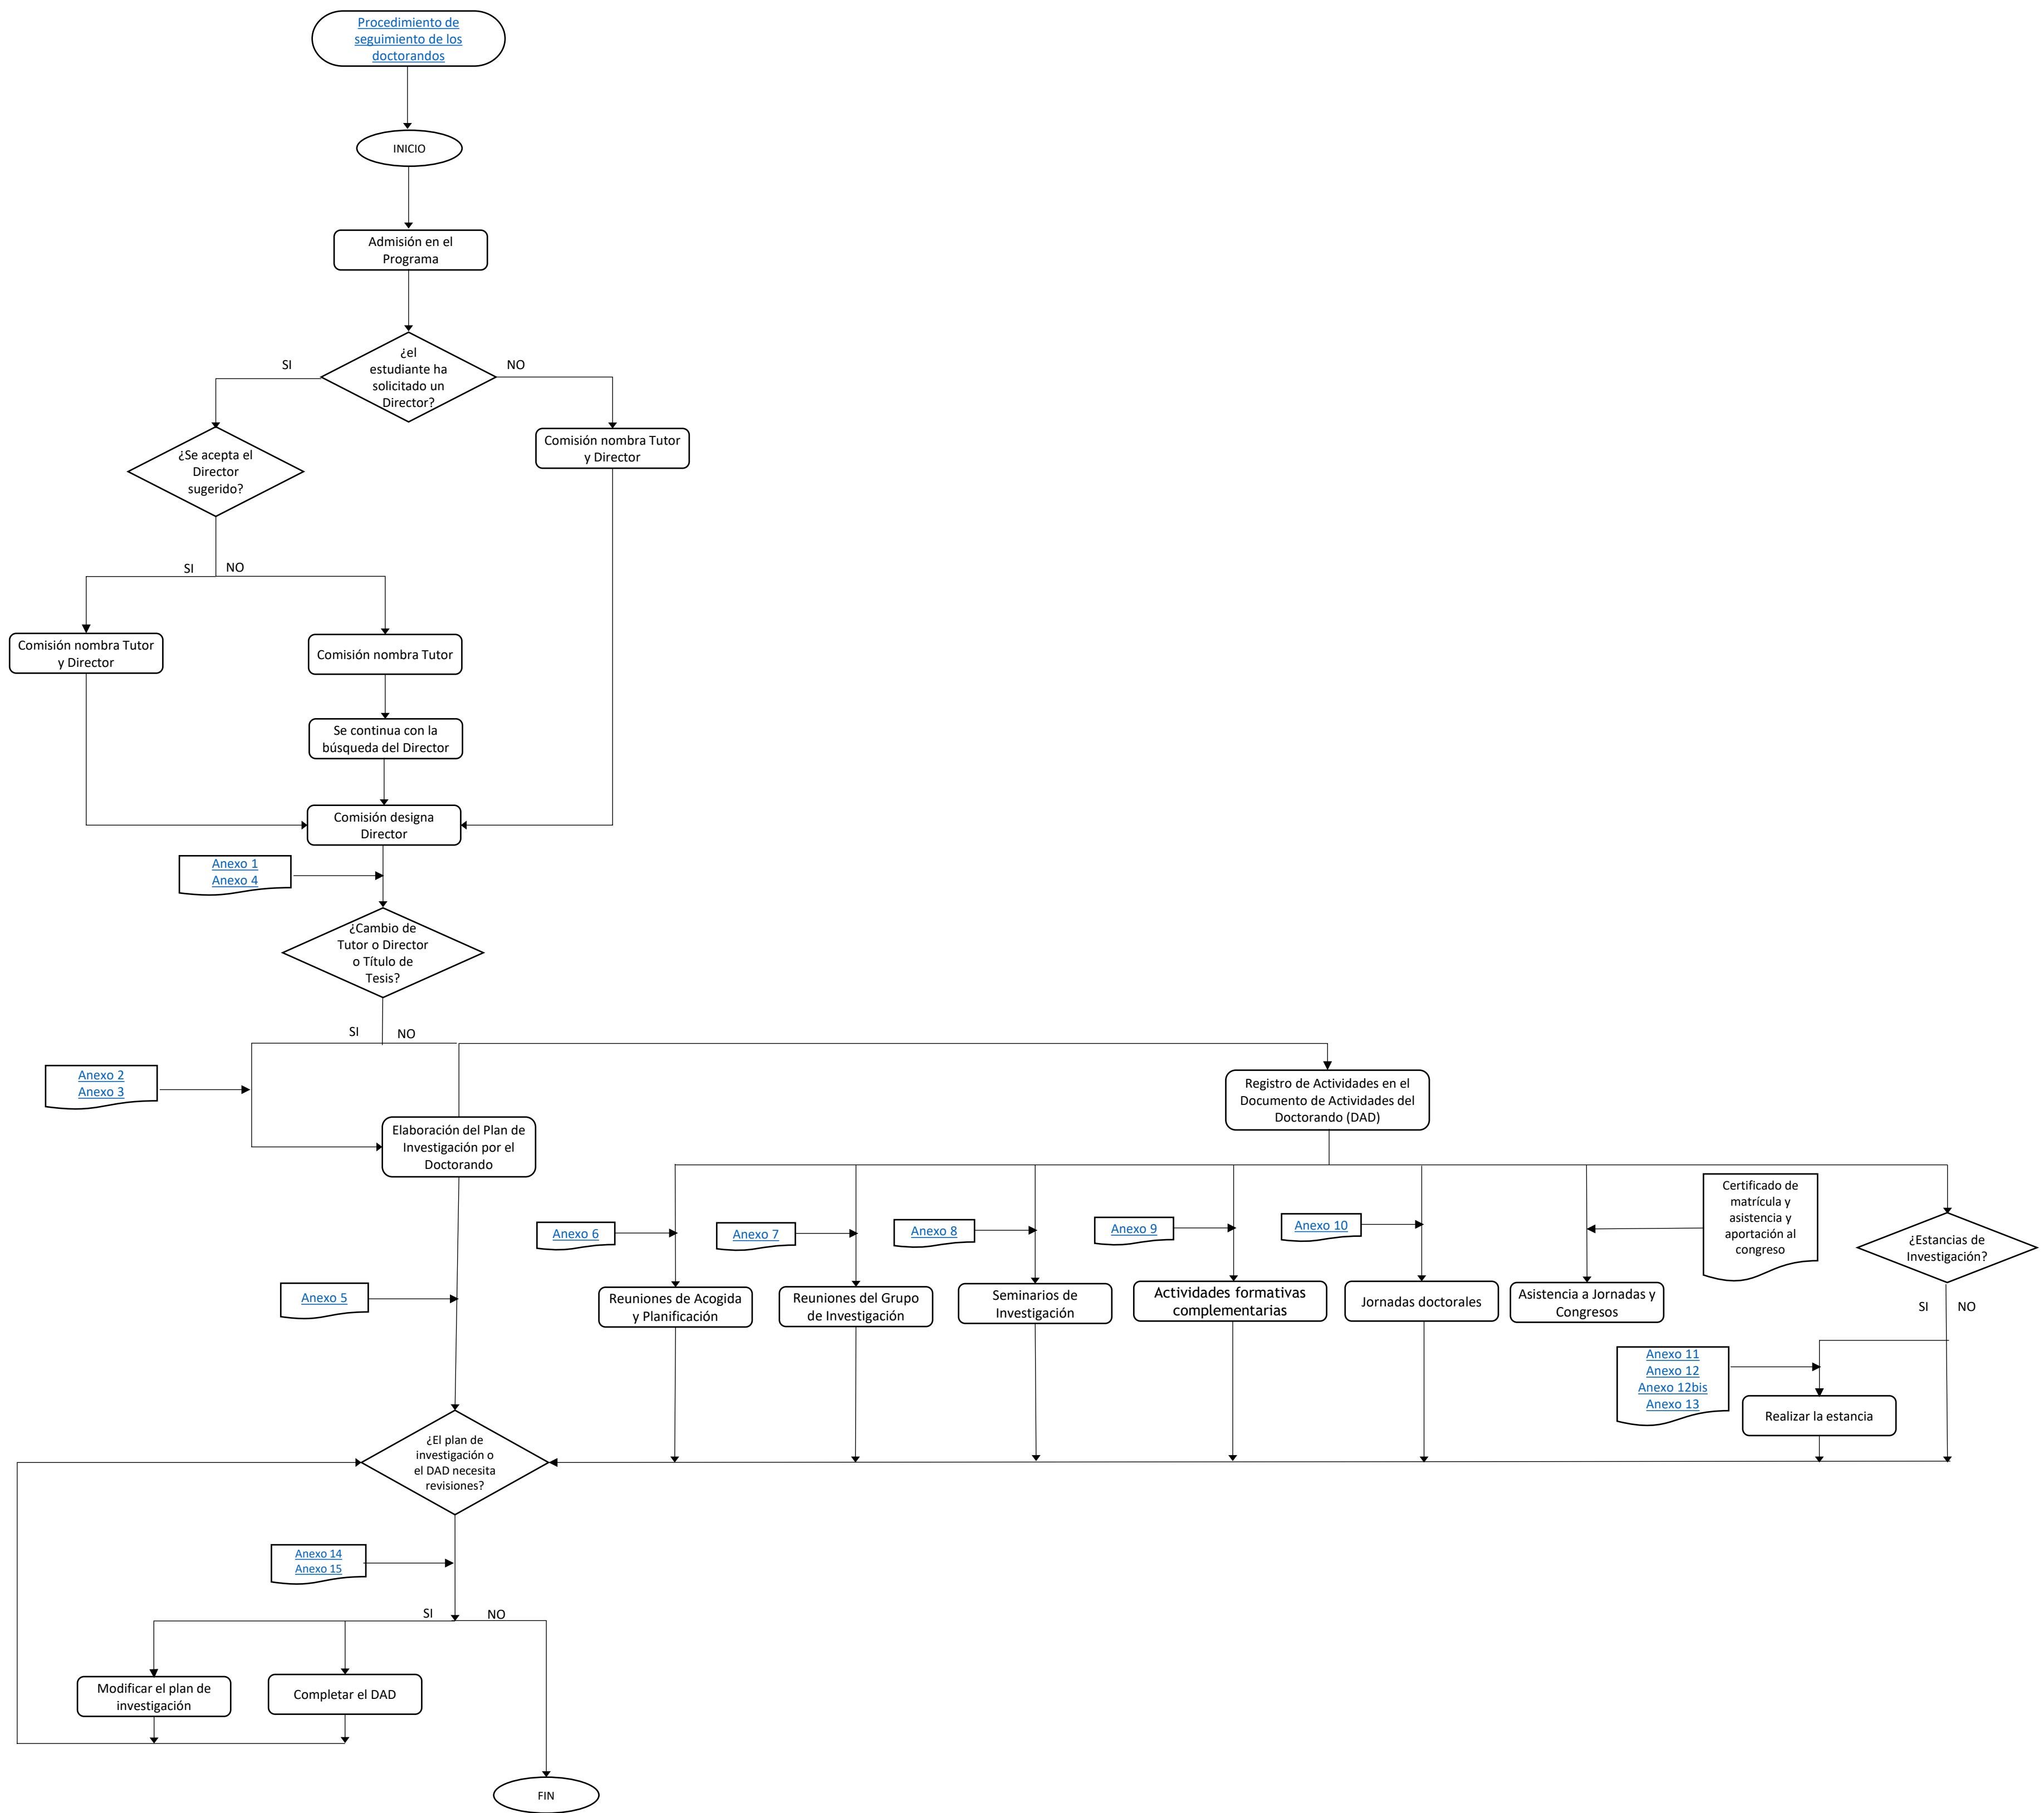 Procedimiento de
seguimiento de los
doctorandos
INICIO
Admisión en el
Programa
¿el
estudiante ha
solicitado un
Director?
SI
NO
¿Se acepta el
Director
sugerido?
Comisión nombra Tutor
y Director
SI
NO
Comisión nombra Tutor
y Director
Comisión nombra Tutor
Se continua con la
búsqueda del Director
Comisión designa
Director
Anexo 1
Anexo 4
¿Cambio de
Tutor o Director
o Título de
Tesis?
SI
NO
Anexo 2
Anexo 3
Elaboración del Plan de
Investigación por el
Doctorando
Registro de Actividades en el
Documento de Actividades del
Doctorando (DAD)
Anexo 5
Anexo 6
Reuniones de Acogida
y Planificación
Anexo 7
Reuniones del Grupo
de Investigación
Anexo 8
Seminarios de
Investigación
Anexo 9
Actividades formativas
complementarias
Anexo 10
Jornadas doctorales
Certificado de
matrícula y
asistencia y
aportación al
congreso
Asistencia a Jornadas y
Congresos
¿Estancias de
Investigación?
SI
NO
Anexo 11
Anexo 12
Anexo 12bis
Anexo 13
Realizar la estancia
¿El plan de
investigación o
el DAD necesita
revisiones?
Anexo 14
Anexo 15
SI
NO
Modificar el plan de
investigación
Completar el DAD
FIN